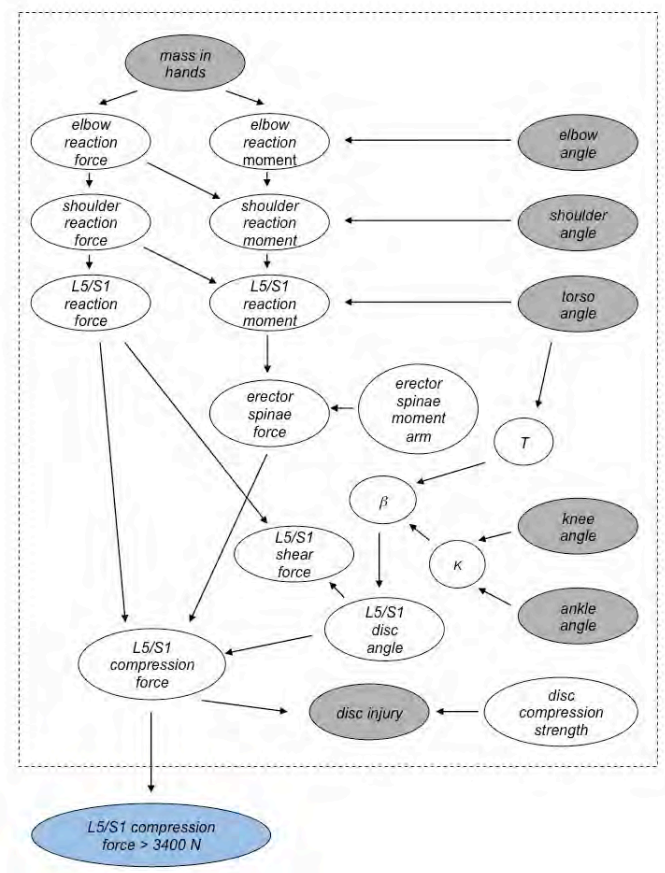 mass in
hands
elbow
reaction
force
elbow
reaction
moment
elbow
angle
shoulder
reaction
force
shoulder
reaction
moment
shoulder
angle
L5/S1
reaction
force
L5/S1
reaction
moment
torso
angle
erector
spinae
force
erector
spinae
moment
arm
T
β
L5/S1
shear
force
κ
knee
angle
ankle
angle
L5/S1
disc
angle
L5/S1
compression
force
disc injury
disc
compression
strength
L5/S1 compression
force > 3400 N